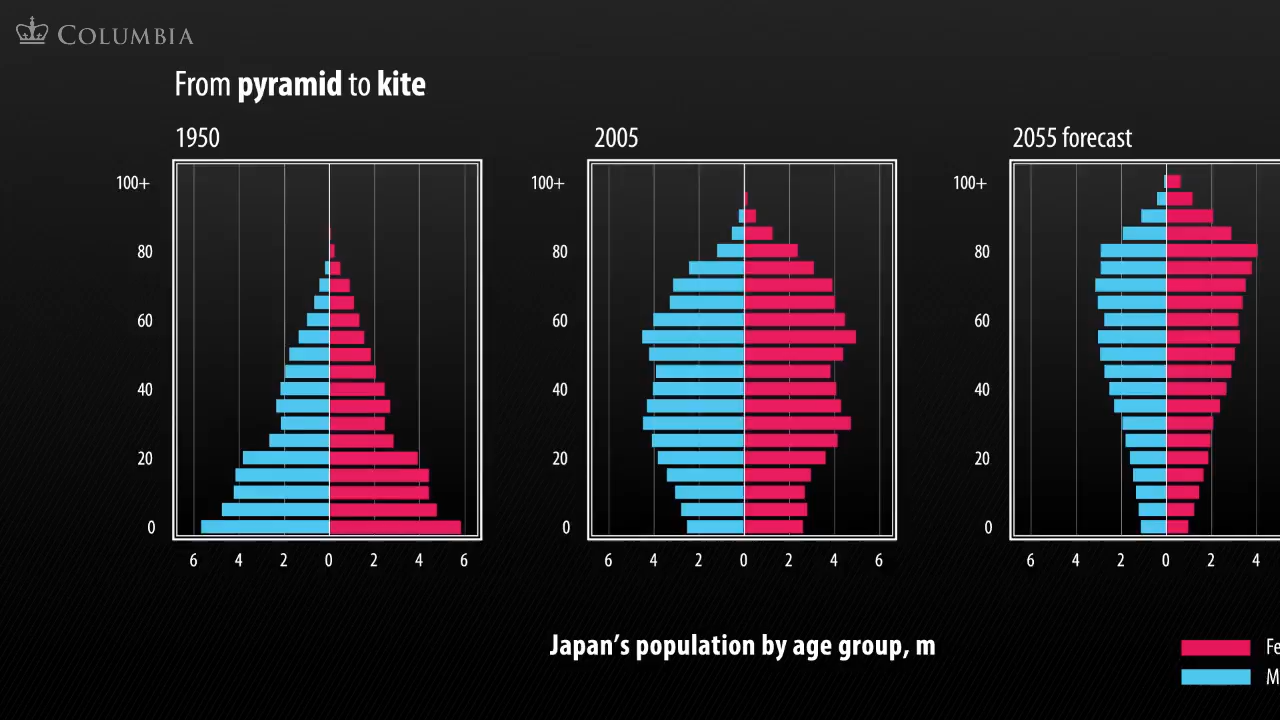 COLUMBIA
From pyramid to kite
1950
2005
2055 forecast
100+
80
60
40
20
0
6 4 2 0 2 4 6
100+
80
60
40
20
0
6 4 2 0 2 4 6
100+
80
60
40
20
0
6 4 2 0 2 4
Japan's population by age group, m
Fe
M